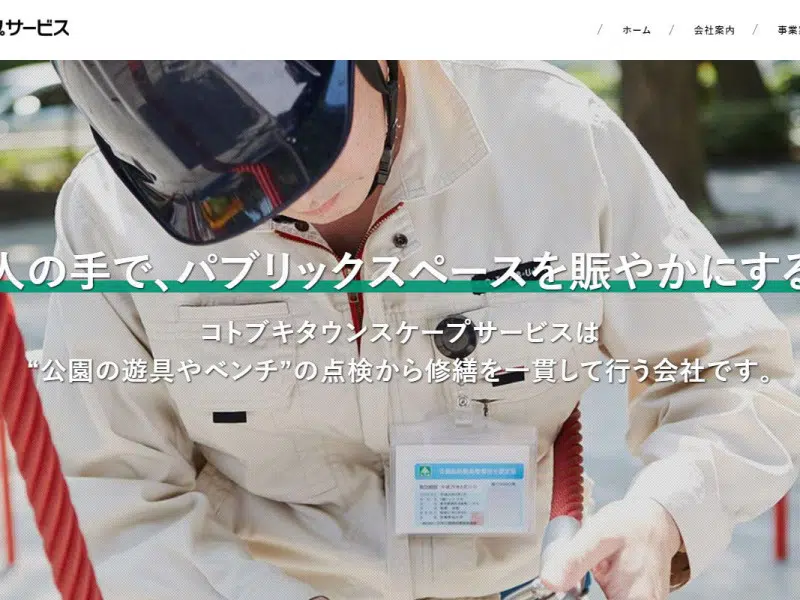 サービス
/ ホーム / 会社案内 / 事業
人の手で、パブリックスペースを賑やかにする
コトブキタウンスケープサービスは
“公園の遊具やベンチ”の点検から修繕を一貫して行う会社です。